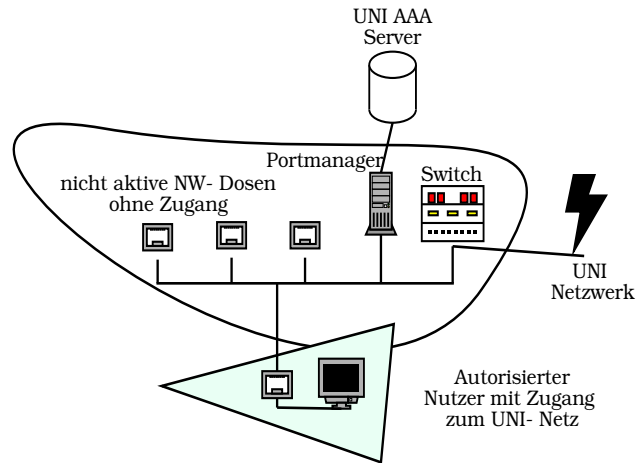 UNI AAA
Server
Portmanager
Switch
nicht aktive NW- Dosen
ohne Zugang
UNI
Netzwerk
Autorisierter
Nutzer mit Zugang
zum UNI- Netz